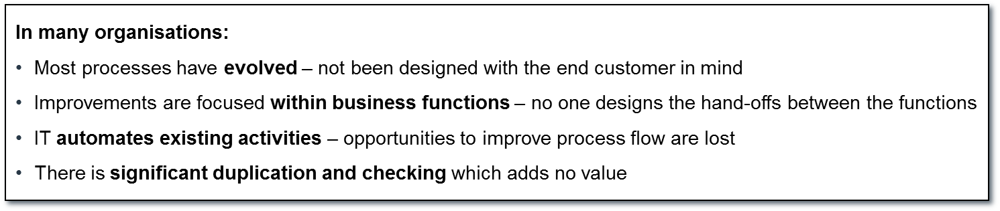 In many organisations:
• Most processes have evolved – not been designed with the end customer in mind
• Improvements are focused within business functions – no one designs the hand-offs between the functions
• IT automates existing activities – opportunities to improve process flow are lost
• There is significant duplication and checking which adds no value